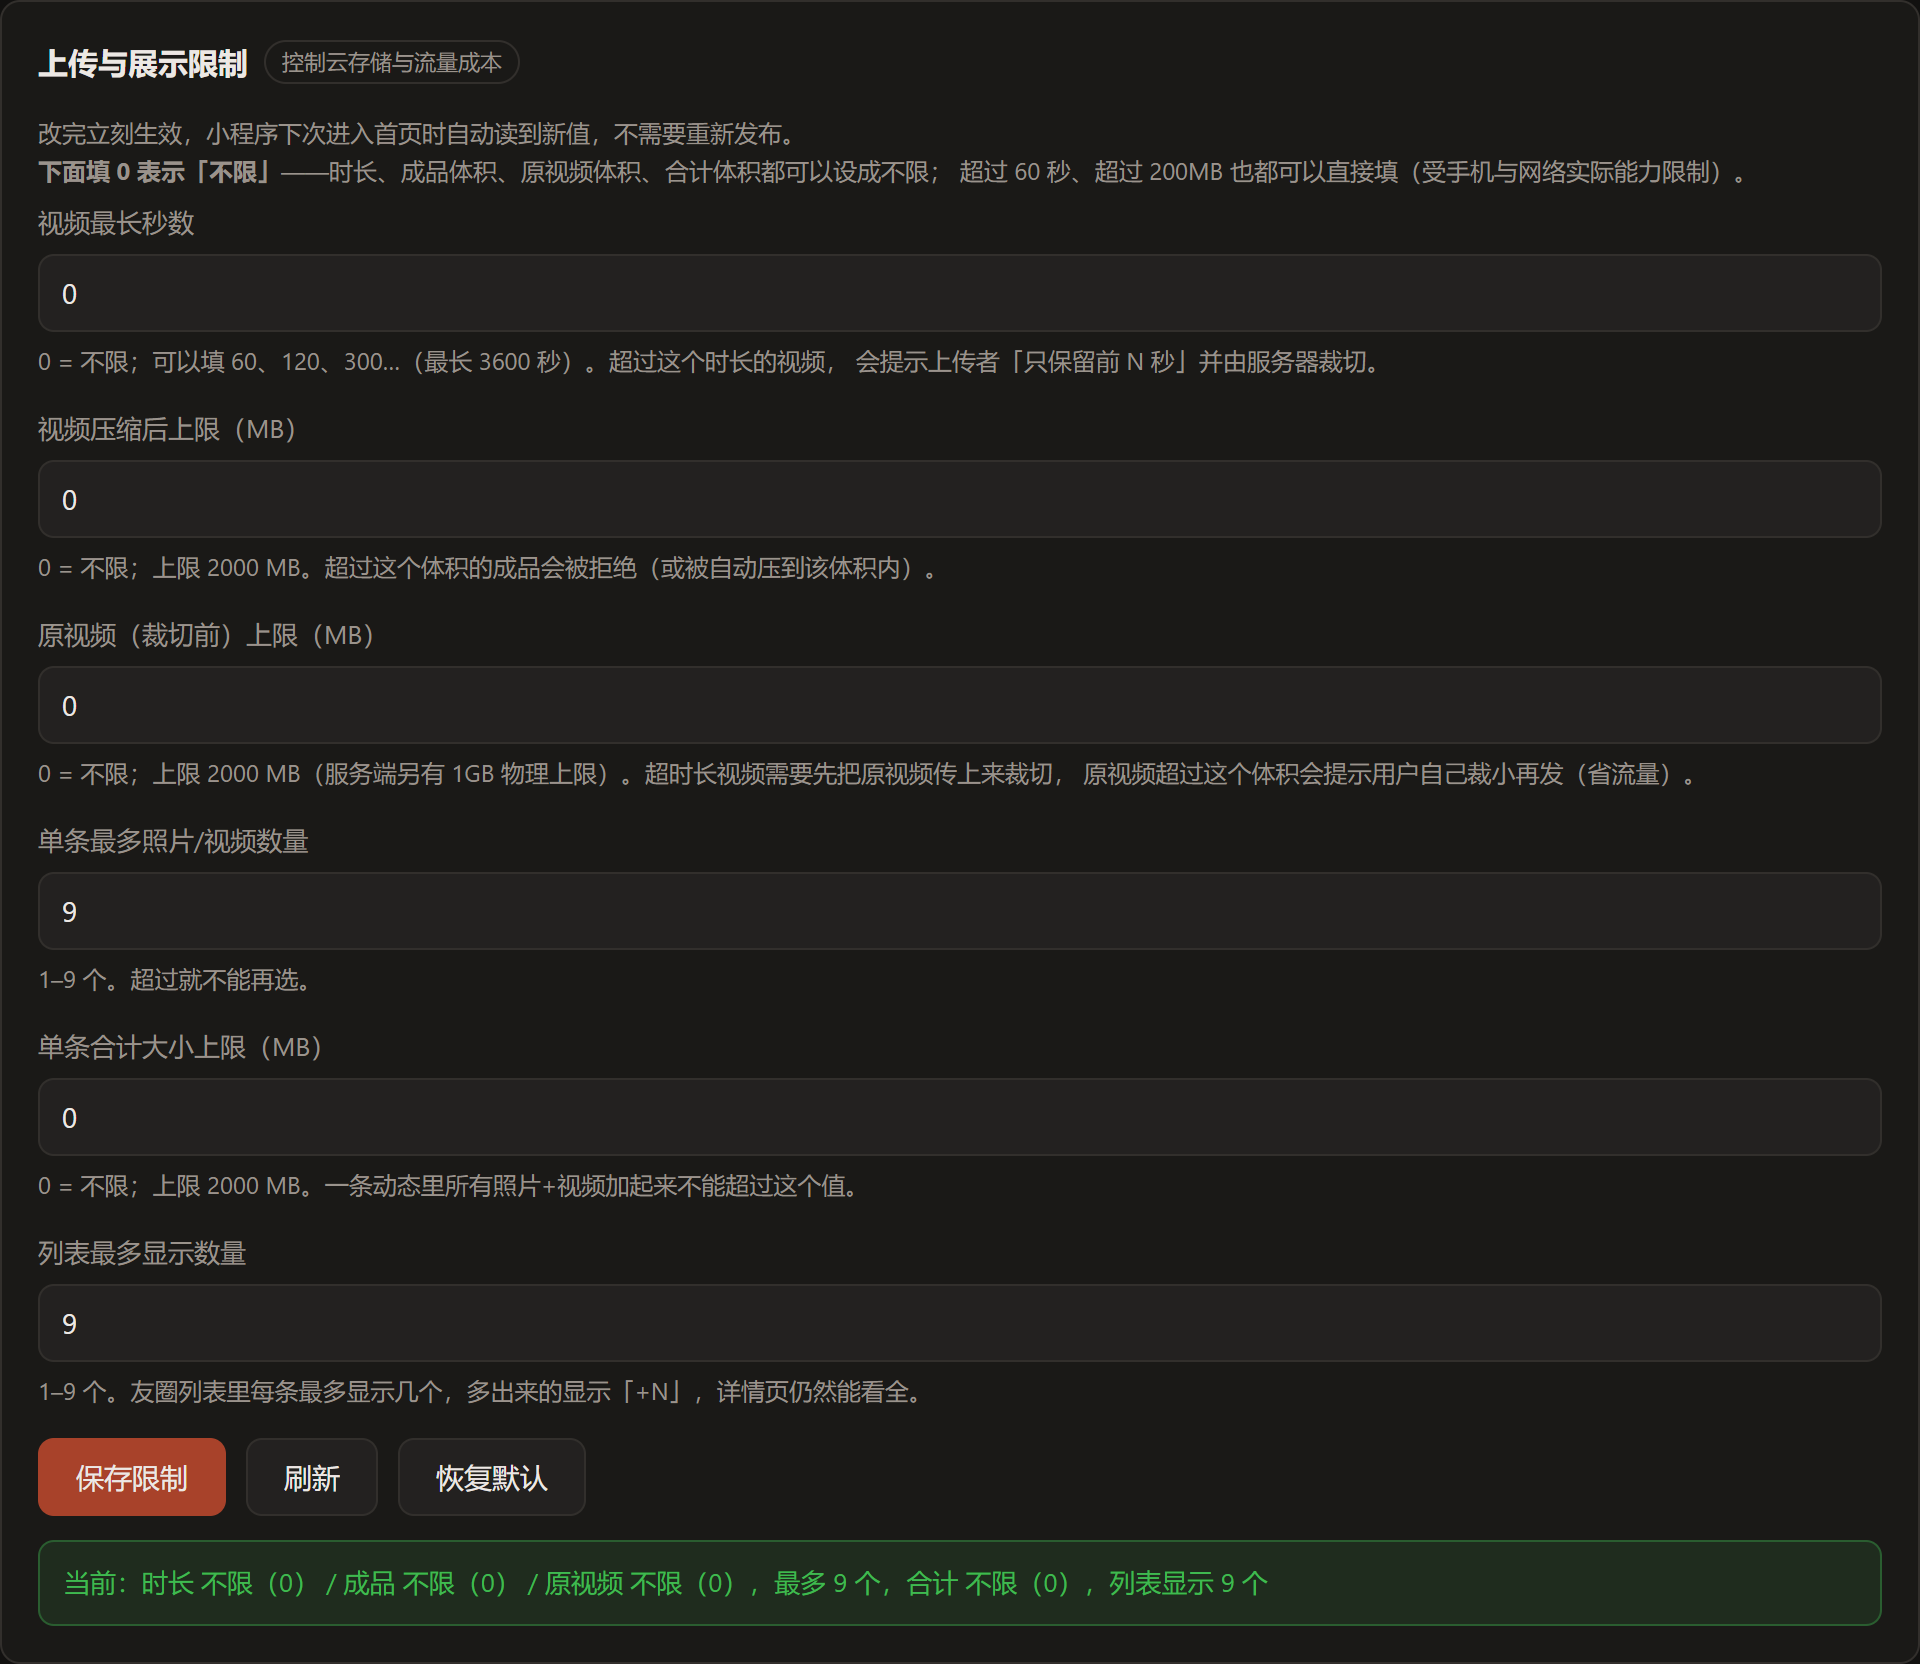 上传与展示限制 控制云存储与流量成本
改完立刻生效，小程序下次进入首页时自动读到新值，不需要重新发布。
下面填 0 表示「不限」——时长、成品体积、原视频体积、合计体积都可以设成不限； 超过 60 秒、超过 200MB 也都可以直接填（受手机与网络实际能力限制）。
视频最长秒数
0
0 = 不限；可以填 60、120、300…（最长 3600 秒）。超过这个时长的视频， 会提示上传者「只保留前 N 秒」并由服务器裁切。
视频压缩后上限（MB）
0
0 = 不限；上限 2000 MB。超过这个体积的成品会被拒绝（或被自动压到该体积内）。
原视频（裁切前）上限（MB）
0
0 = 不限；上限 2000 MB（服务端另有 1GB 物理上限）。超时长视频需要先把原视频传上来裁切， 原视频超过这个体积会提示用户自己裁小再发（省流量）。
单条最多照片/视频数量
9
1–9 个。超过就不能再选。
单条合计大小上限（MB）
0
0 = 不限；上限 2000 MB。一条动态里所有照片+视频加起来不能超过这个值。
列表最多显示数量
9
1–9 个。友圈列表里每条最多显示几个，多出来的显示「+N」，详情页仍然能看全。
保存限制 刷新 恢复默认
当前：时长 不限（0） / 成品 不限（0） / 原视频 不限（0），最多 9 个，合计 不限（0），列表显示 9 个